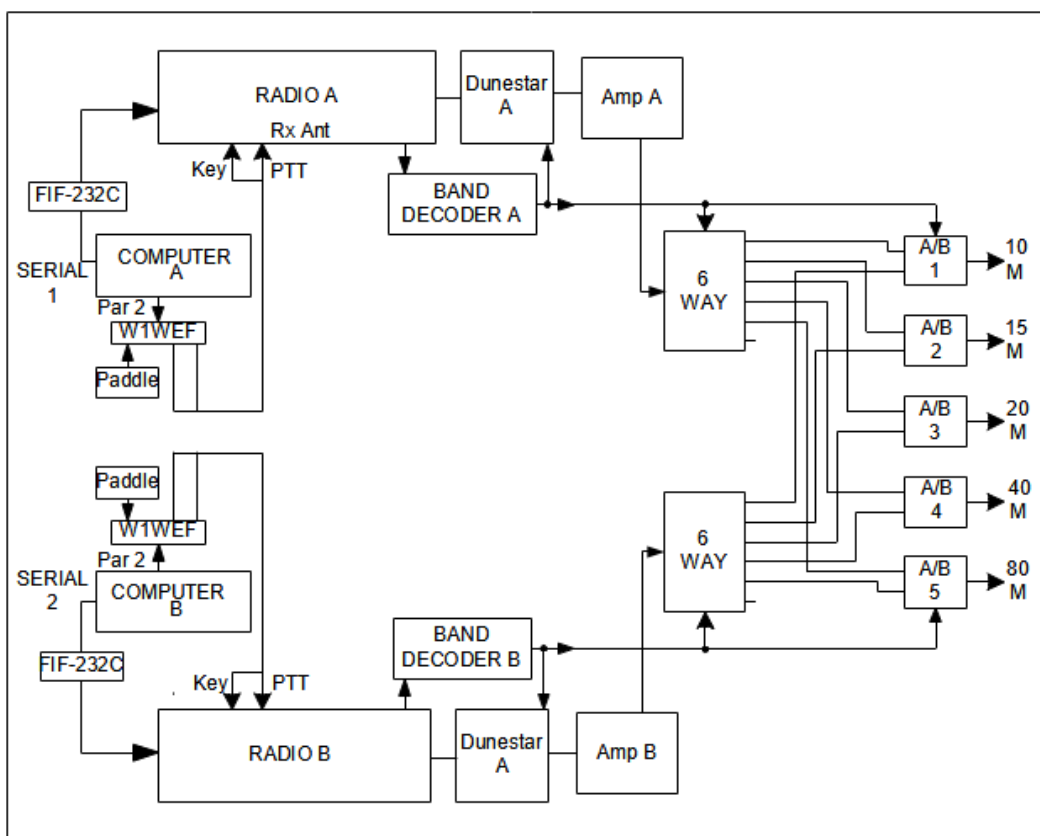 RADIO A
Rx Ant
Dunestar
A
Amp A
Key
PTT
FIF-232C
BAND
DECODER A
COMPUTER
A
SERIAL
1
Par 2
W1WEF
Paddle
6
WAY
A/B
1
10
M
A/B
2
15
M
A/B
3
20
M
A/B
4
40
M
A/B
5
80
M
Paddle
W1WEF
Par 2
SERIAL
2
COMPUTER
B
FIF-232C
6
WAY
BAND
DECODER B
Key
PTT
RADIO B
Dunestar
A
Amp B